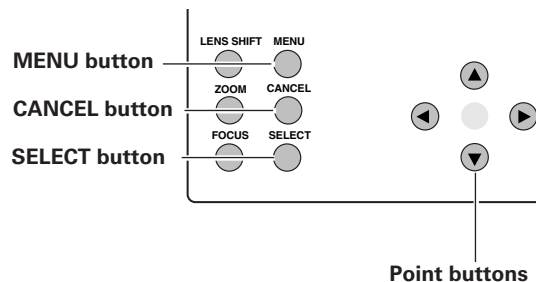 LENS SHIFT MENU
MENU button
ZOOM CANCEL
CANCEL button
FOCUS SELECT
SELECT button
Point buttons